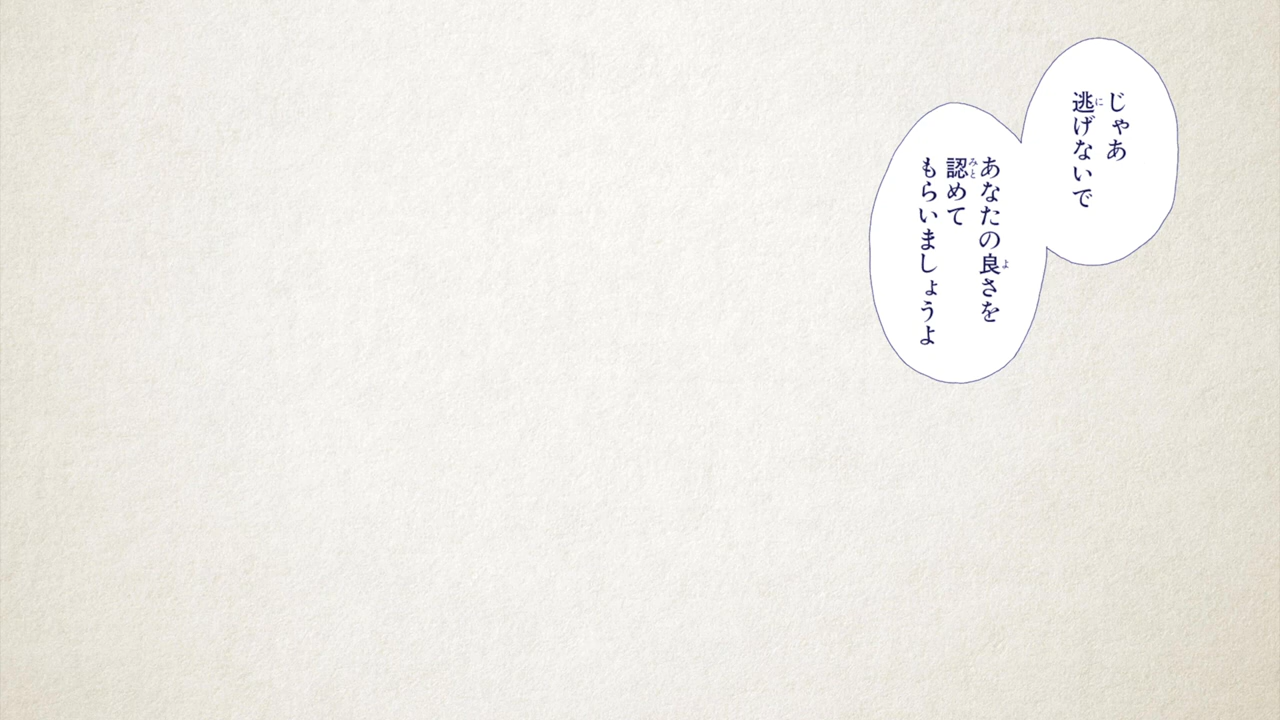 じゃあ
逃げないで
あなたの良さを
認めて
もらいましょうよ